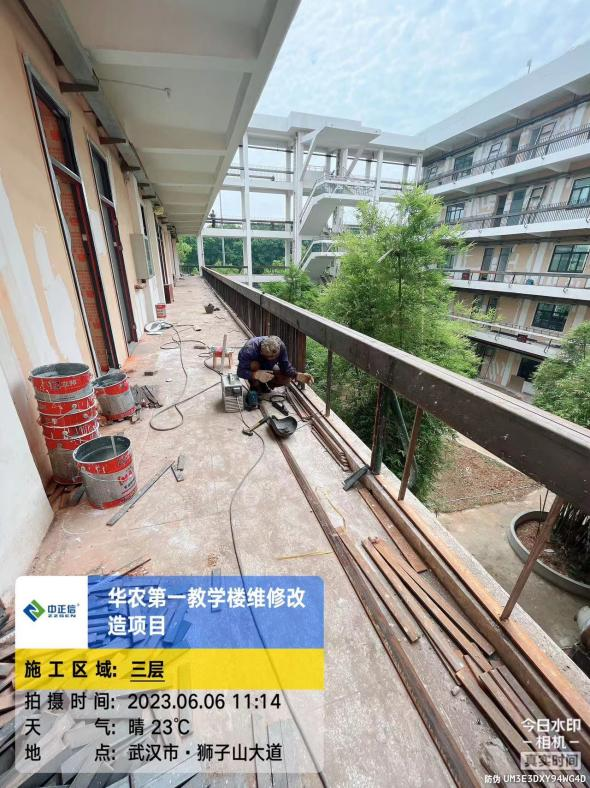 中正信
ZZSEN
华农第一教学楼维修改
造项目
施工区域: 三层
拍摄时间: 2023.06.06 11:14
天 气: 晴 23℃
地 点: 武汉市·狮子山大道
今日水印
相机
真实时间
防伪 UM3E3DXY94WG4D